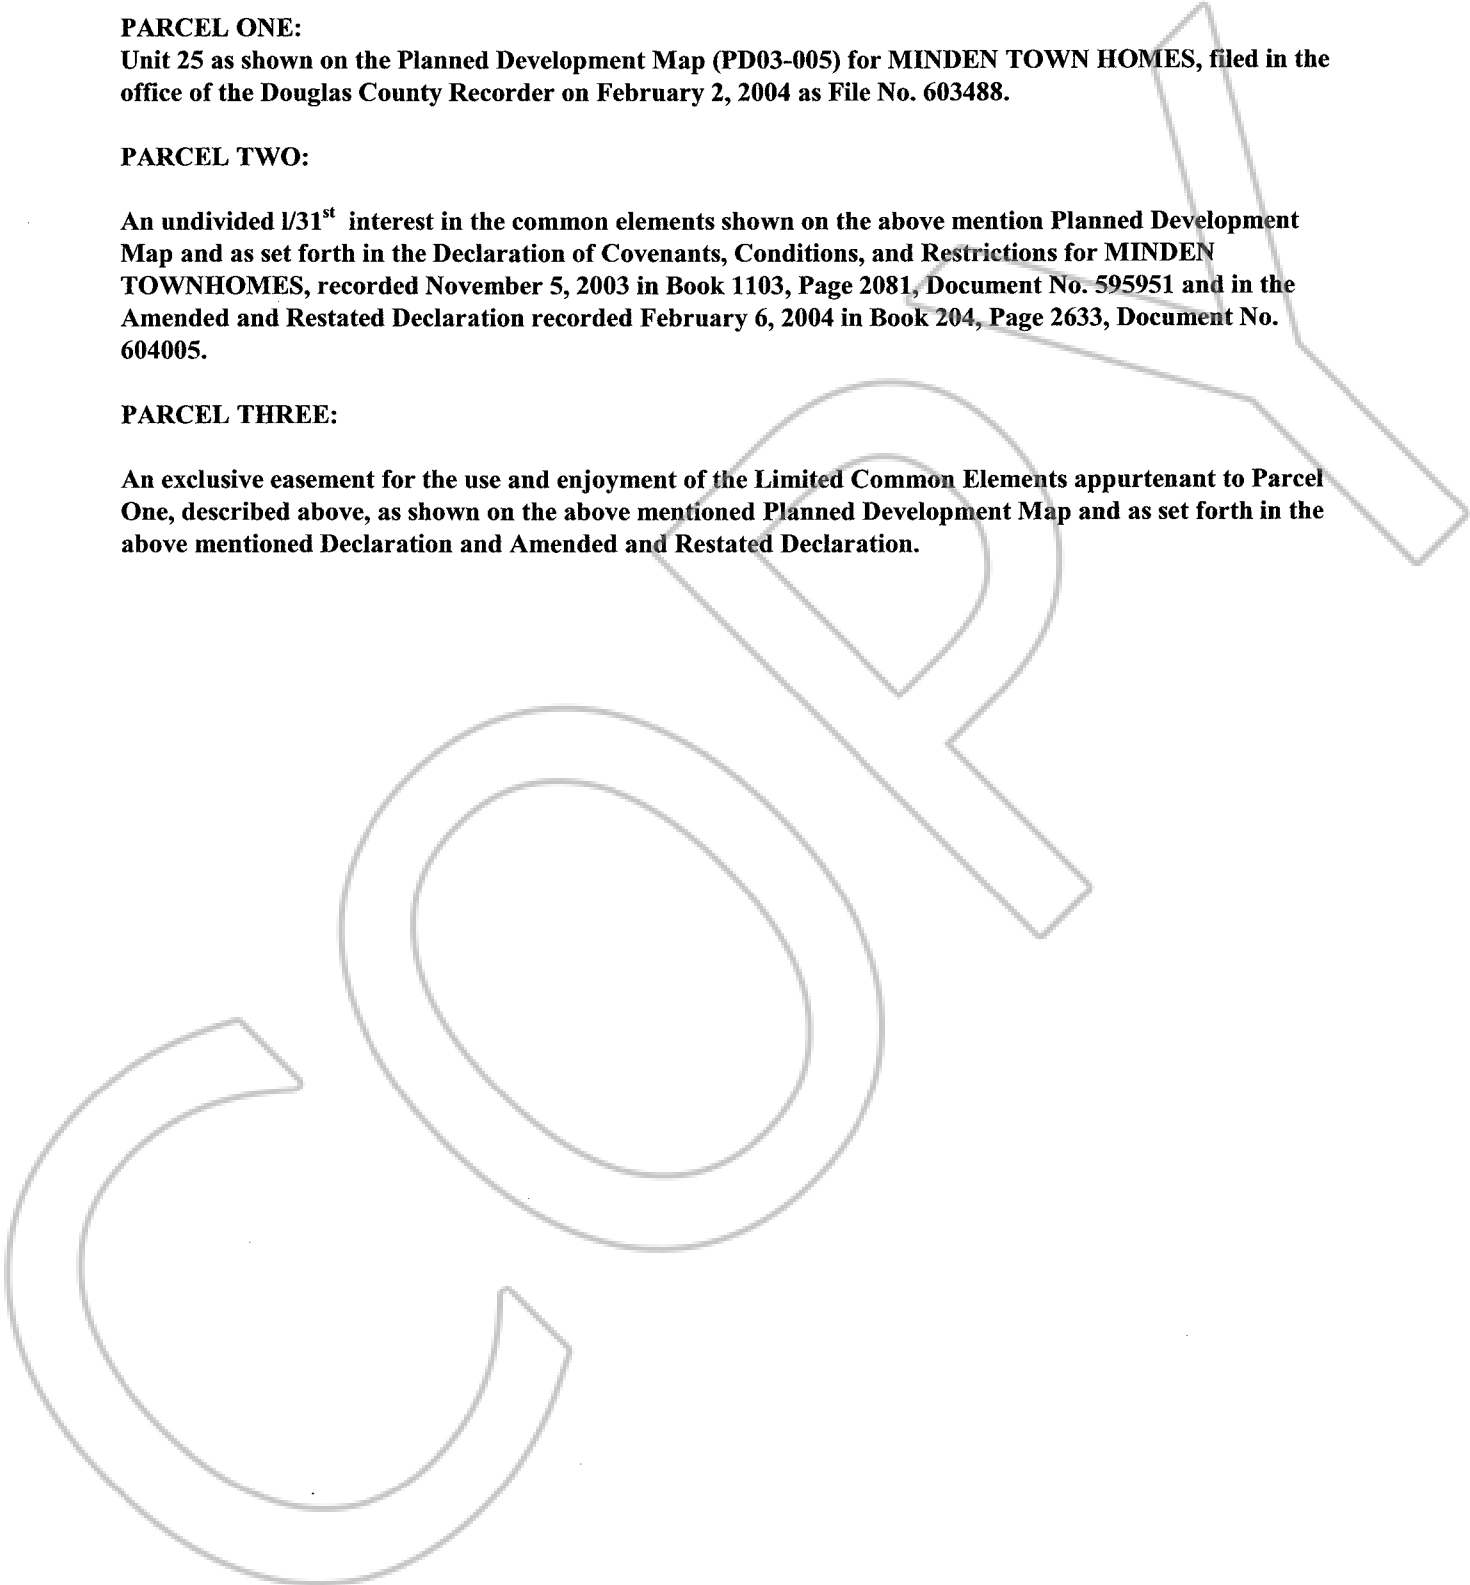 PARCEL ONE:
Unit 25 as shown on the Planned Development Map (PD03-005) for MINDEN TOWN HOMES, filed in the
office of the Douglas County Recorder on February 2, 2004 as File No. 603488.
PARCEL TWO:
An undivided l/31st interest in the common elements shown on the above mention Planned Development
Map and as set forth in the Declaration of Covenants, Conditions, and Restrictions for MINDEN
TOWNHOMES, recorded November 5, 2003 in Book 1103, Page 2081, Document No. 595951 and in the
Amended and Restated Declaration recorded February 6, 2004 in Book 204, Page 2633, Document No.
604005.
PARCEL THREE:
An exclusive easement for the use and enjoyment of the Limited Common Elements appurtenant to Parcel
One, described above, as shown on the above mentioned Planned Development Map and as set forth in the
above mentioned Declaration and Amended and Restated Declaration.
COPY